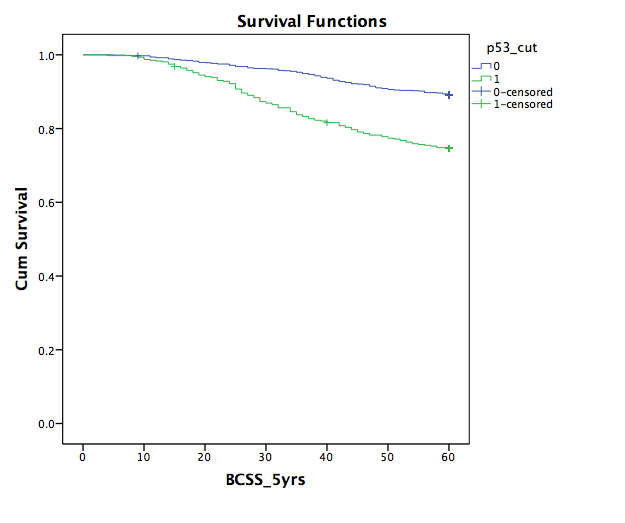 Survival Functions
p53_cut
0
1
0-censored
1-censored
Cum Survival
1.0
0.8
0.6
0.4
0.2
0.0
0 10 20 30 40 50 60
BCSS_5yrs